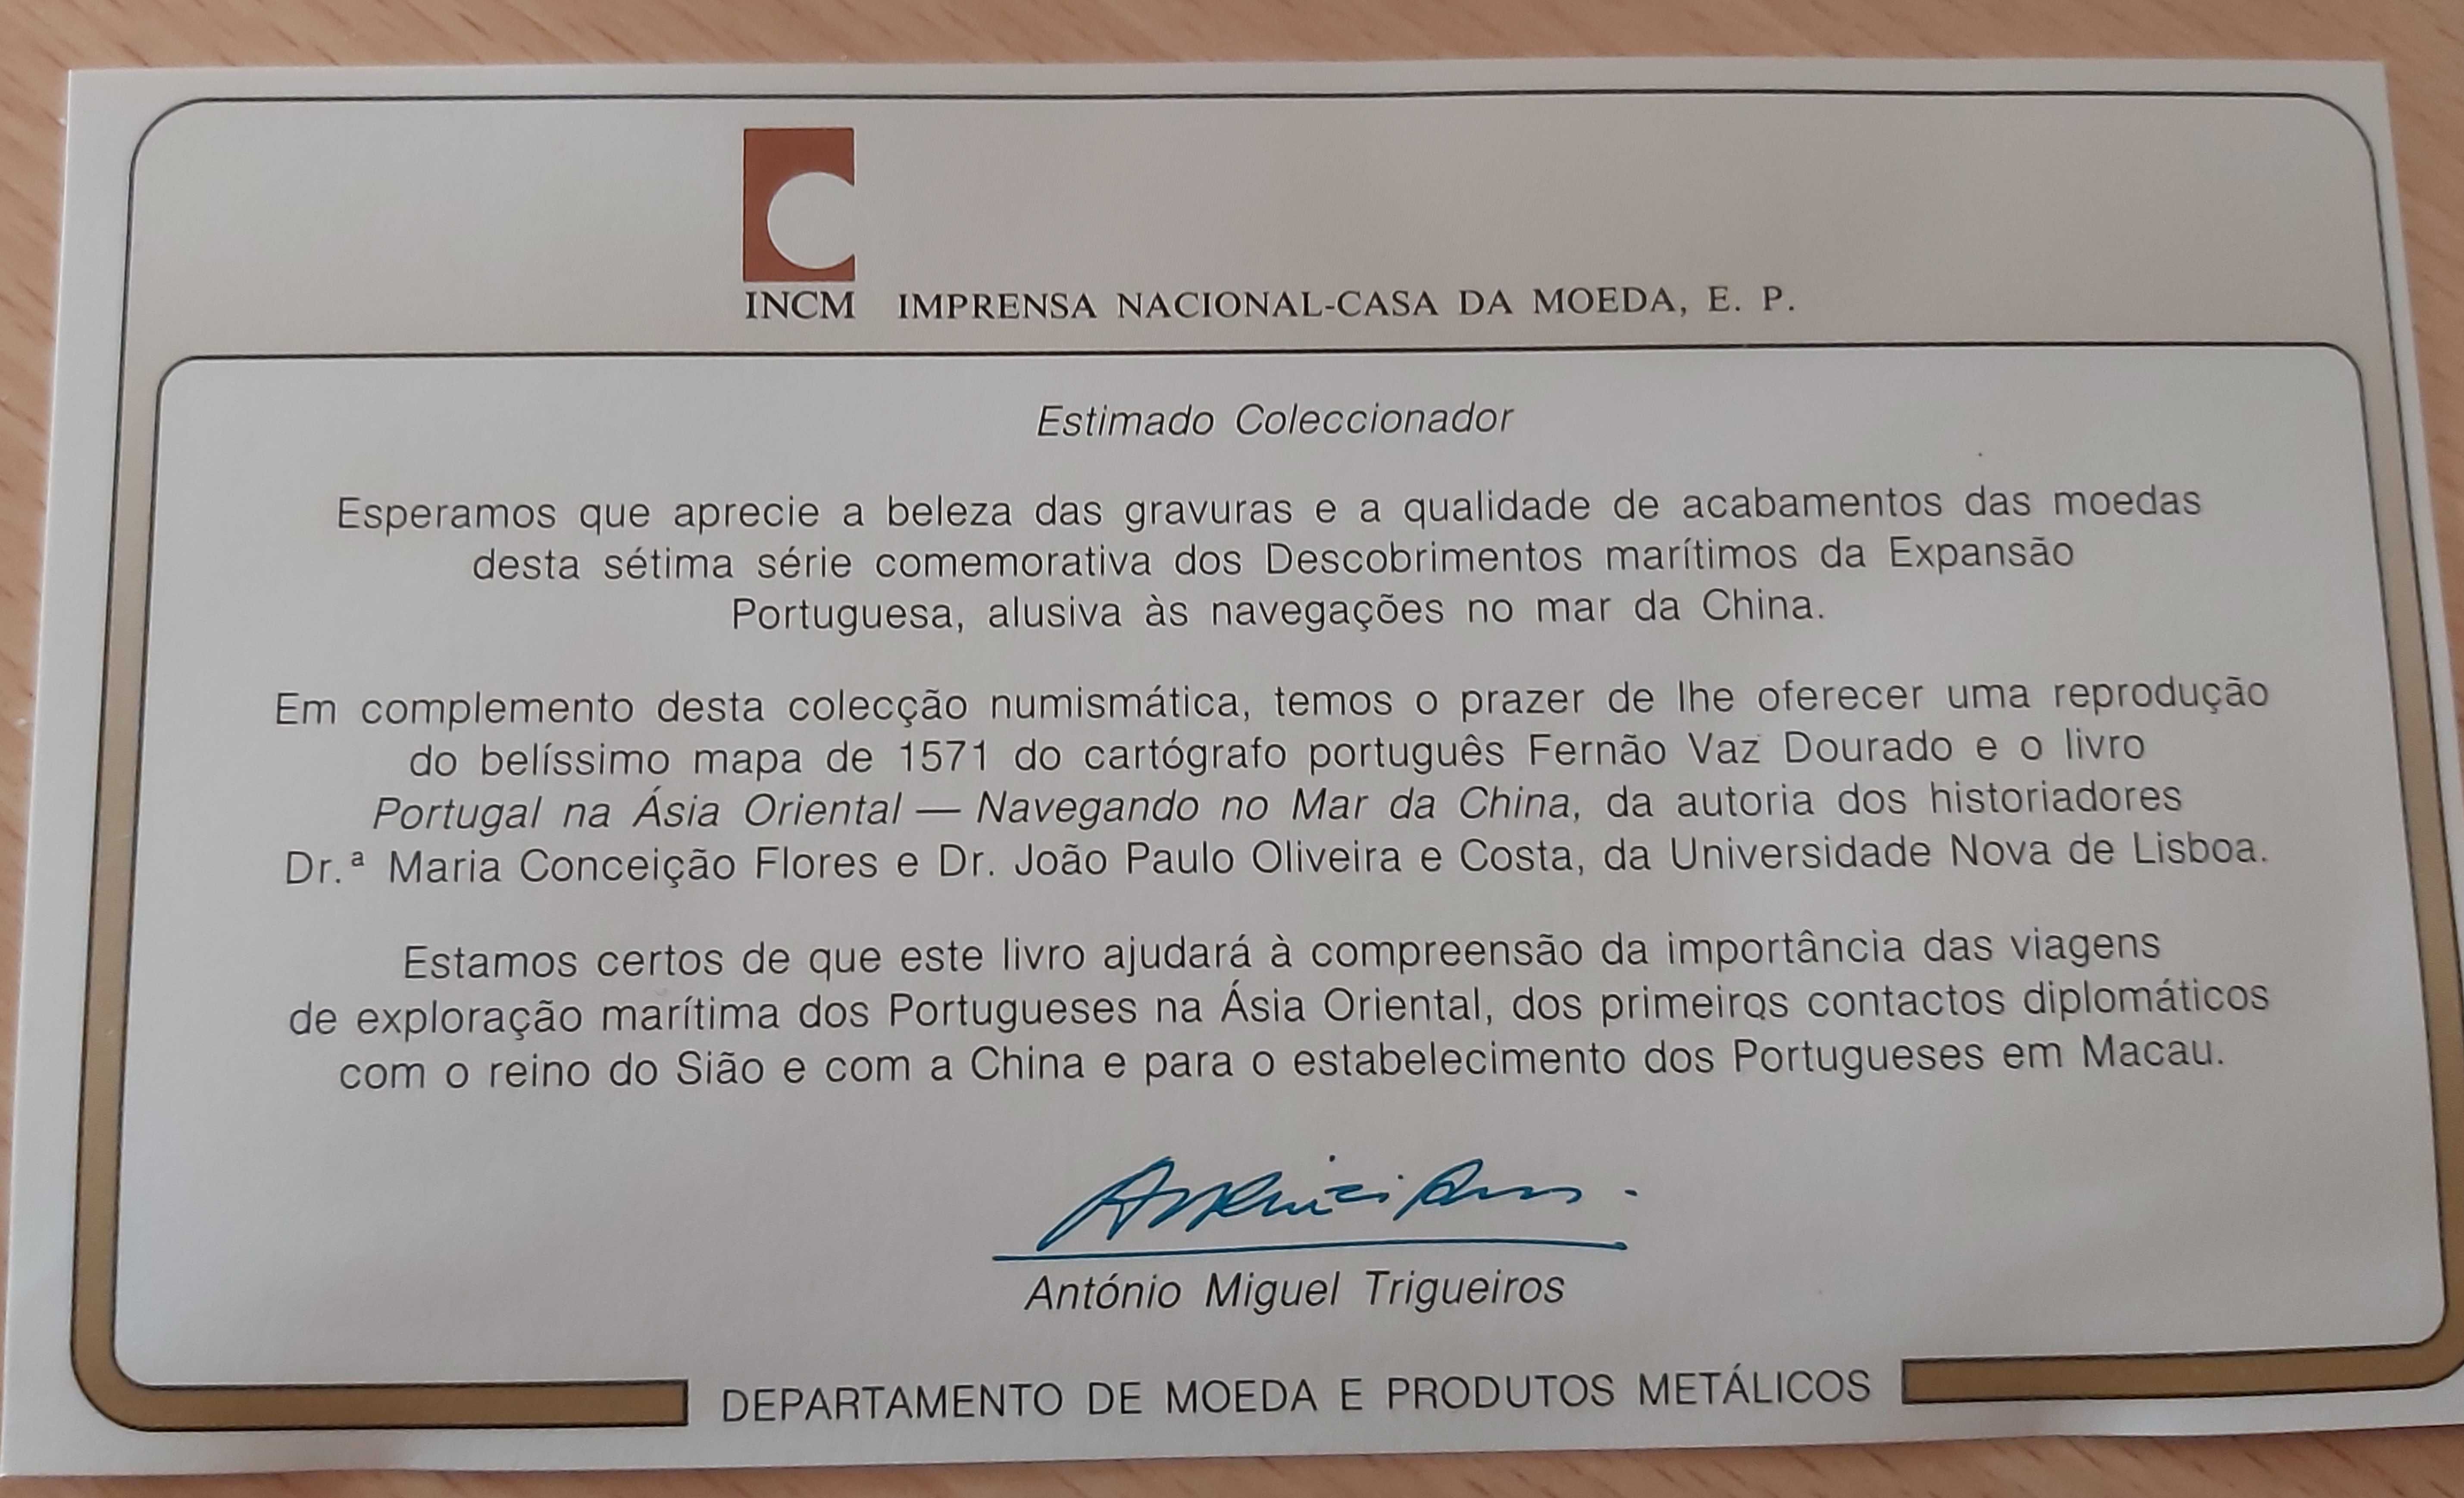 INCM IMPRENSA NACIONAL-CASA DA MOEDA, E. P.
Estimado Coleccionador
Esperamos que aprecie a beleza das gravuras e a qualidade de acabamentos das moedas
desta sétima série comemorativa dos Descobrimentos marítimos da Expansão
Portuguesa, alusiva às navegações no mar da China.
Em complemento desta colecção numismática, temos o prazer de lhe oferecer uma reprodução
do belíssimo mapa de 1571 do cartógrafo português Fernão Vaz Dourado e o livro
Portugal na Ásia Oriental — Navegando no Mar da China, da autoria dos historiadores
Dr.ª Maria Conceição Flores e Dr. João Paulo Oliveira e Costa, da Universidade Nova de Lisboa.
Estamos certos de que este livro ajudará à compreensão da importância das viagens
de exploração marítima dos Portugueses na Ásia Oriental, dos primeiros contactos diplomáticos
com o reino do Sião e com a China e para o estabelecimento dos Portugueses em Macau.
António Miguel Trigueiros
DEPARTAMENTO DE MOEDA E PRODUTOS METÁLICOS